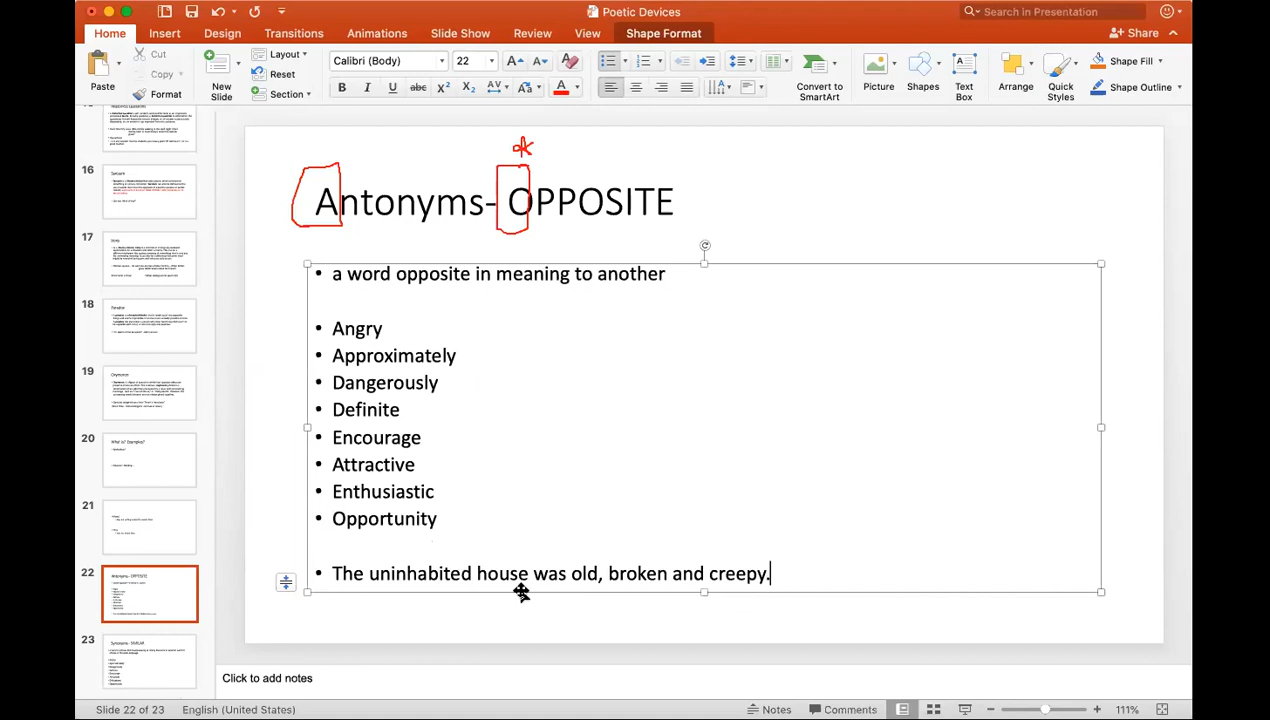 Poetic Devices
Search in Presentation
Home Insert Design Transitions Animations Slide Show Review View Acrobat Shape Format
Share
Paste
Cut
Copy
Format
New Slide
Layout
Reset
Section
Calibri (Body) 22
Convert to SmartArt
Picture
Shapes
Text Box
Arrange
Quick Styles
Shape Fill
Shape Outline
16
17
18
19
20
21
22
23
Antonyms- OPPOSITE
• a word opposite in meaning to another
• Angry
• Approximately
• Dangerously
• Definite
• Encourage
• Attractive
• Enthusiastic
• Opportunity
• The uninhabited house was old, broken and creepy.
Click to add notes
Slide 22 of 23 English (United States) Notes Comments 111%